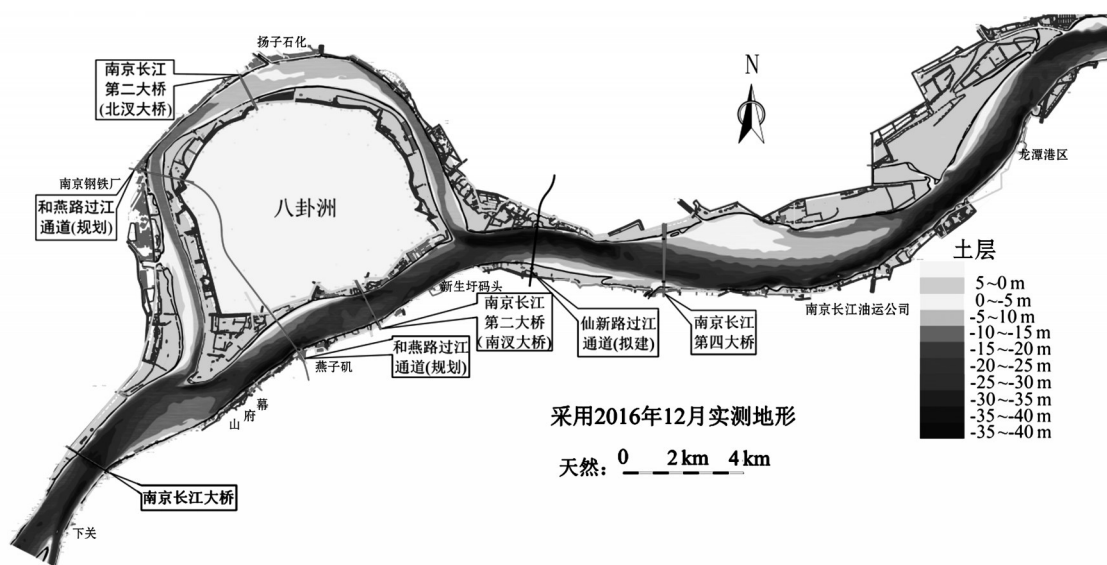 扬子石化
南京长江
第二大桥
(北汊大桥)
N
龙潭港区
南京钢铁厂
和燕路过江
通道(规划)
八卦洲
土层
5~0 m
0~-5 m
-5~10 m
-10~-15 m
-15~-20 m
-20~-25 m
-25~-30 m
-30~-35 m
-35~-40 m
-35~-40 m
新生圩码头
南京长江
第二大桥
(南汊大桥)
仙新路过江
通道(拟建)
南京长江
第四大桥
南京长江油运公司
和燕路过江
通道(规划)
燕子矶
幕
府
山
采用2016年12月实测地形
天然: 0 2 km 4 km
南京长江大桥
下关